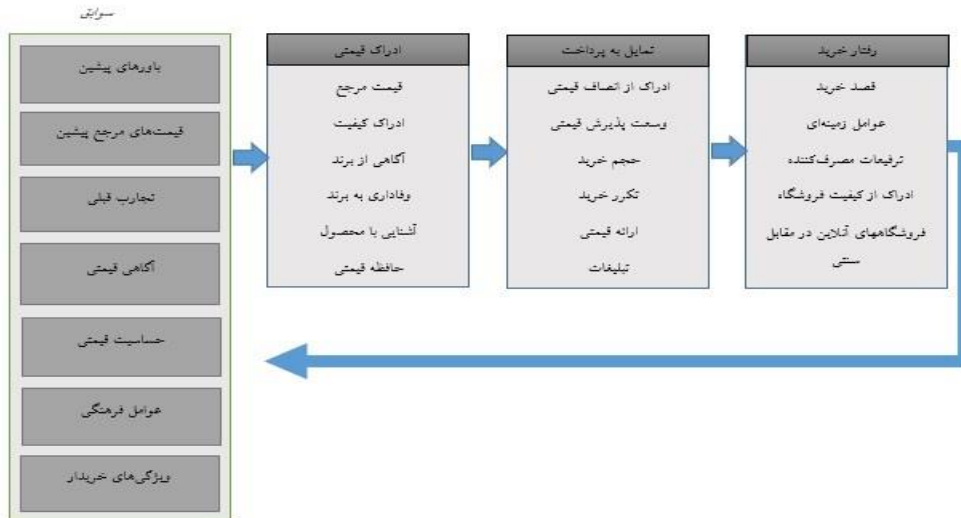 سوابق
باورهای پیشین
قیمت‌های مرجع پیشین
تجارب قبلی
آگاهی قیمتی
حساسیت قیمتی
عوامل فرهنگی
ویژگی‌های خریدار
ادراک قیمتی
قیمت مرجع
ادراک کیفیت
آگاهی از برند
وفاداری به برند
آشنایی با محصول
حافظه قیمتی
تمایل به پرداخت
ادراک از انصاف قیمتی
وسعت پذیرش قیمتی
حجم خرید
تکرر خرید
ارائه قیمتی
تبلیغات
رفتار خرید
قصد خرید
عوامل زمینه‌ای
ترفیعات مصرف‌کننده
ادراک از کیفیت فروشگاه
فروشگاههای آنلاین در مقابل
سنتی